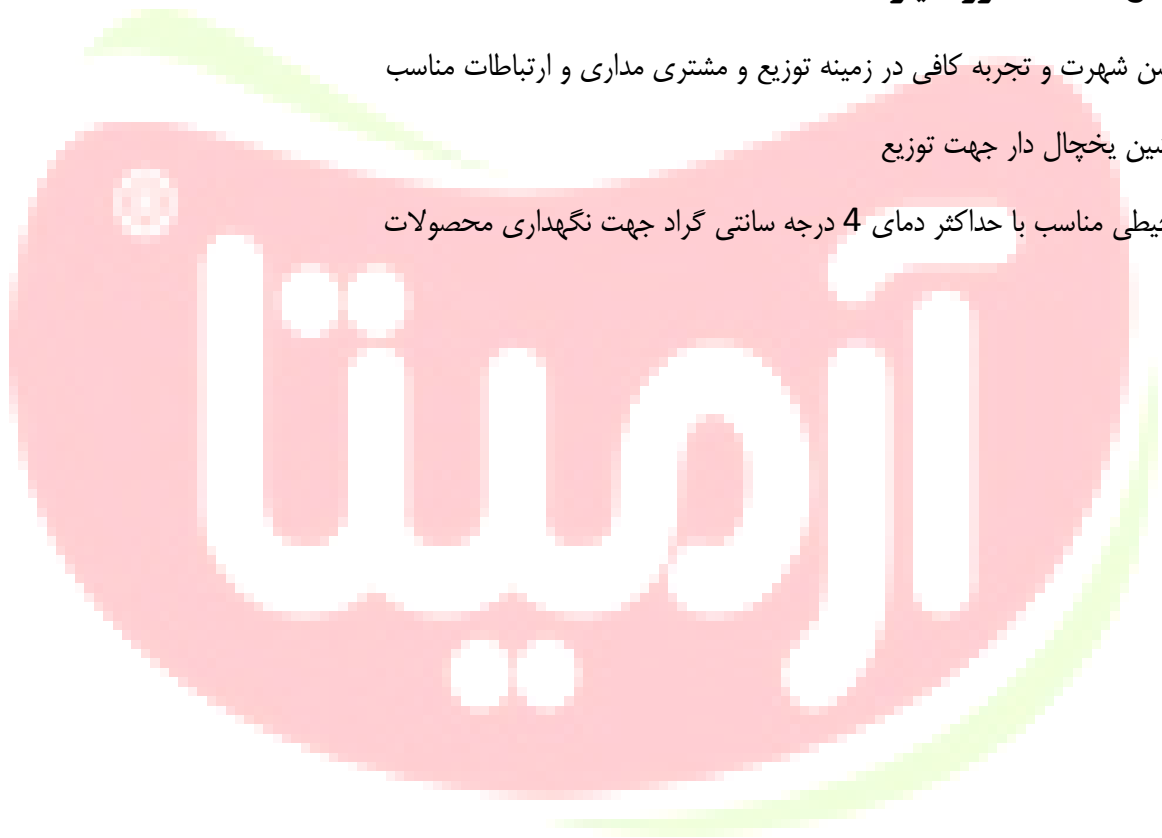 شهرت و تجربه کافی در زمینه توزیع و مشتری مداری و ارتباطات مناسب
یخچال دار جهت توزیع
مناسب با حداکثر دمای 4 درجه سانتی گراد جهت نگهداری محصولات
آرمیتا